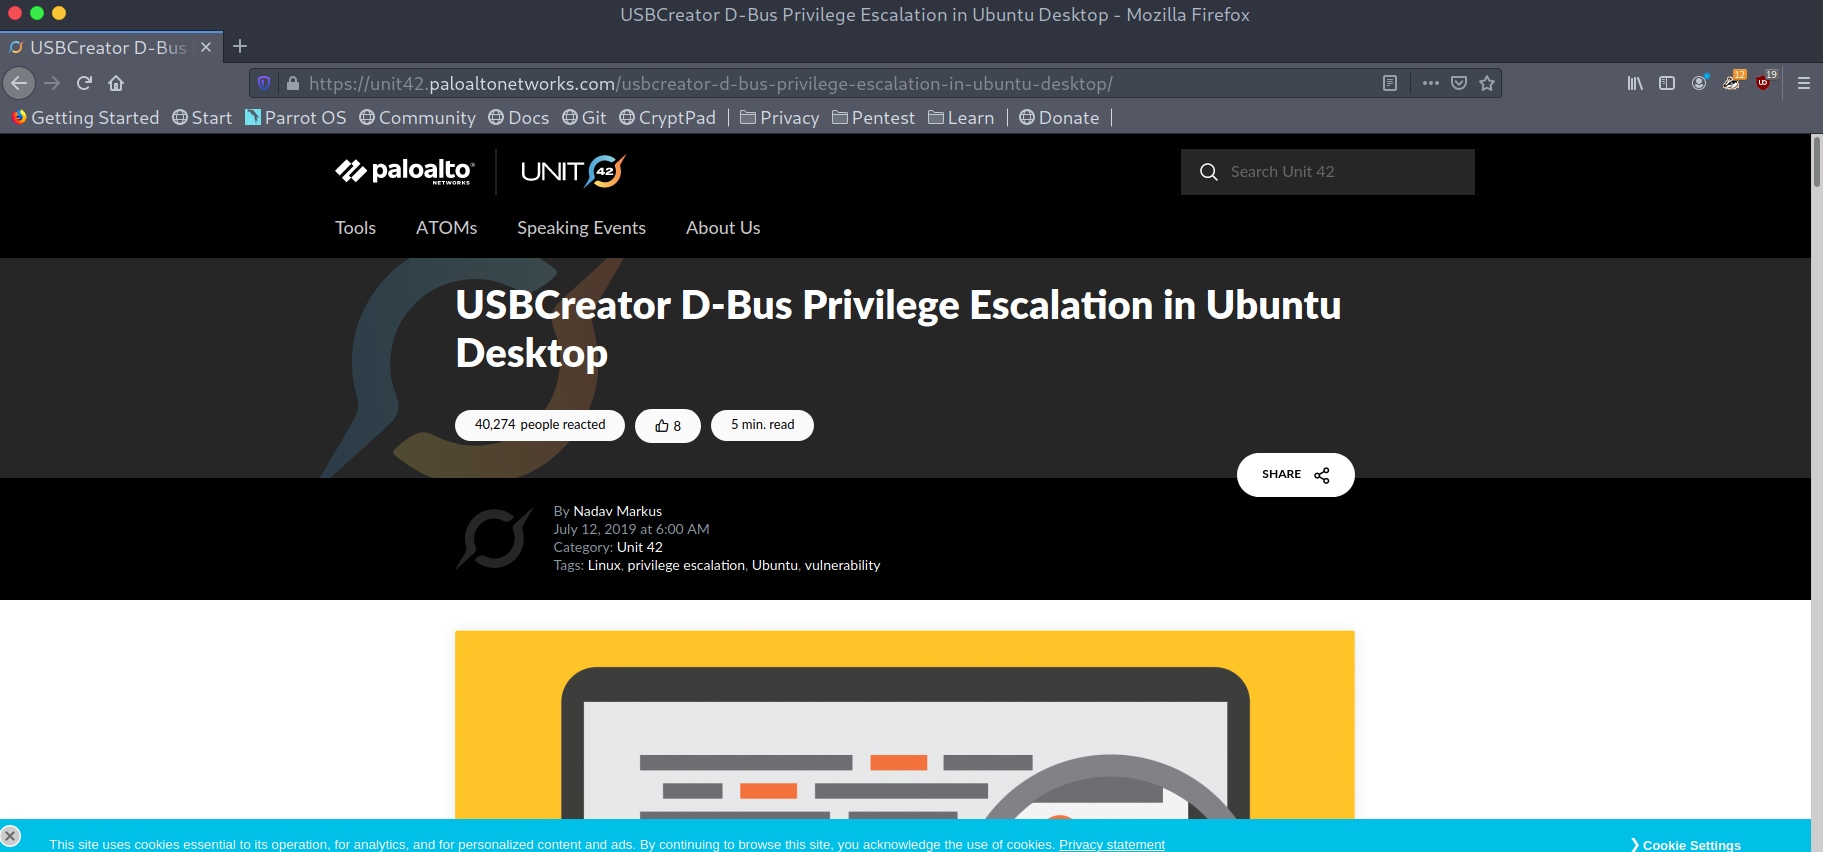 USBCreator D-Bus Privilege Escalation in Ubuntu Desktop - Mozilla Firefox
USBCreator D-Bus
https://unit42.paloaltonetworks.com/usbcreator-d-bus-privilege-escalation-in-ubuntu-desktop/
12
19
Getting Started Start Parrot OS Community Docs Git CryptPad Privacy Pentest Learn Donate
paloalto NETWORKS UNIT 42
Search Unit 42
Tools ATOMs Speaking Events About Us
USBCreator D-Bus Privilege Escalation in Ubuntu
Desktop
40,274 people reacted 8 5 min. read
SHARE
By Nadav Markus
July 12, 2019 at 6:00 AM
Category: Unit 42
Tags: Linux, privilege escalation, Ubuntu, vulnerability
This site uses cookies essential to its operation, for analytics, and for personalized content and ads. By continuing to browse this site, you acknowledge the use of cookies. Privacy statement
❯ Cookie Settings